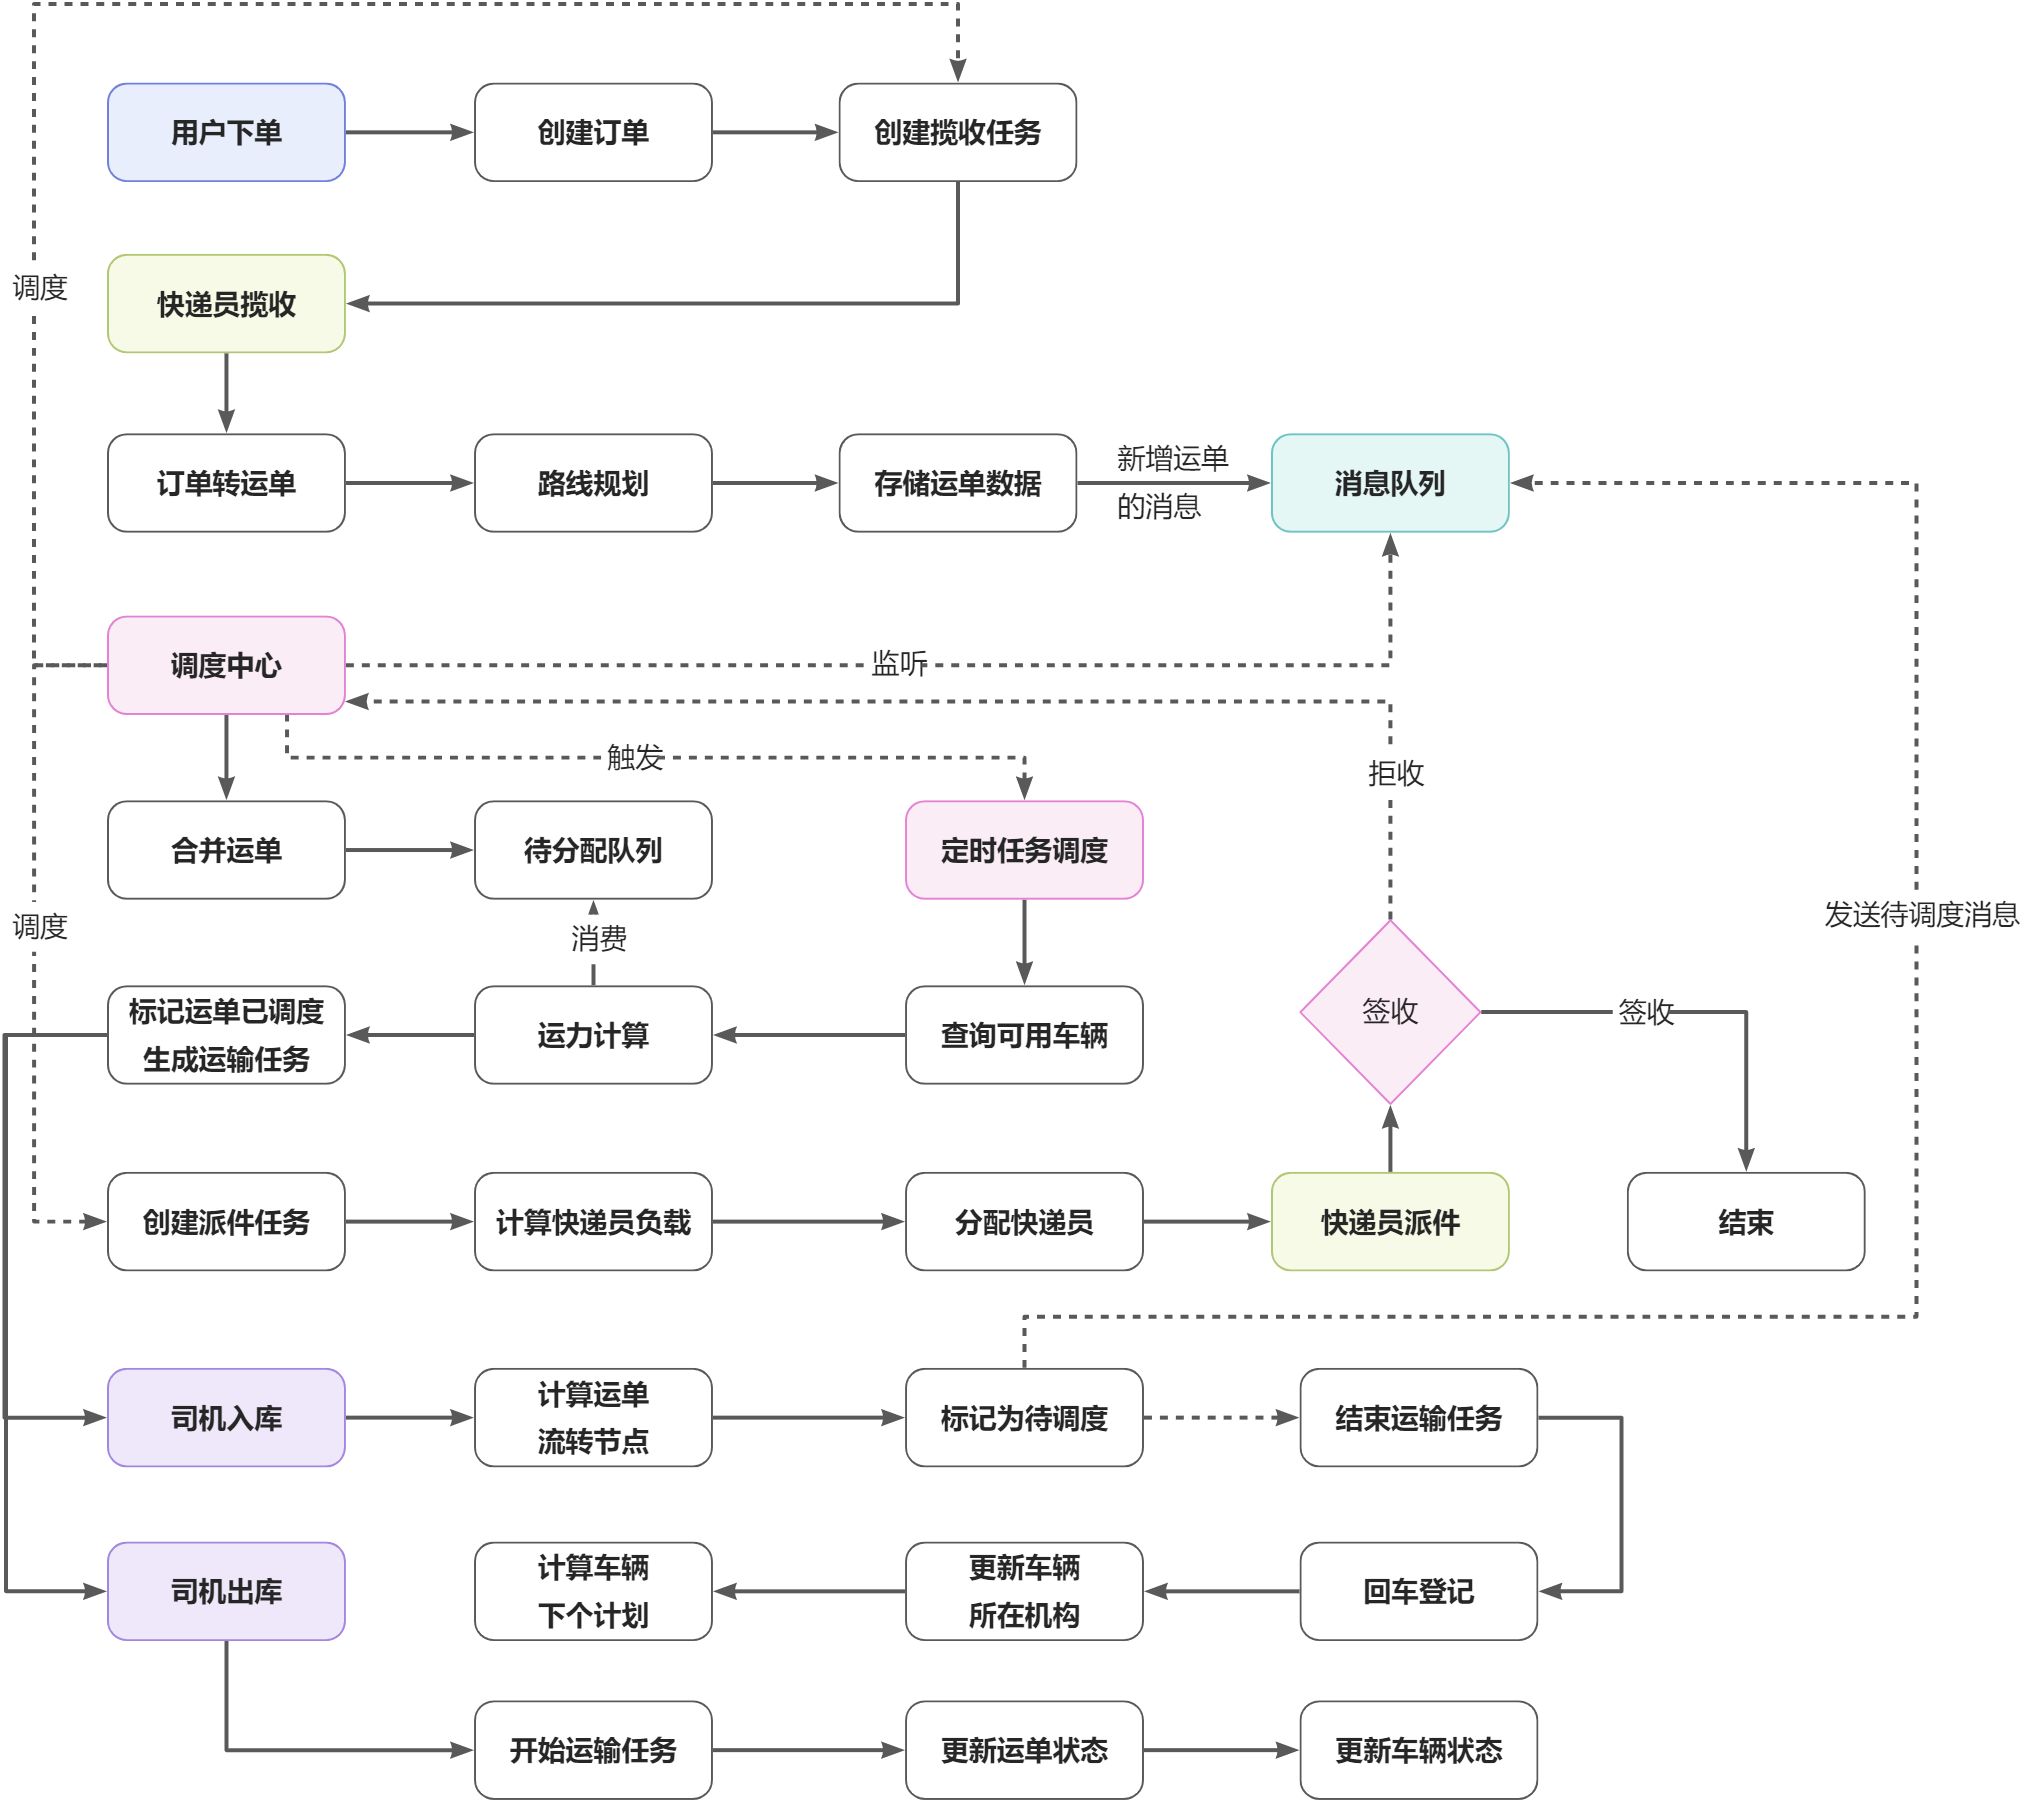 用户下单
创建订单
创建揽收任务
调度
快递员揽收
订单转运单
路线规划
存储运单数据
新增运单
的消息
消息队列
调度中心
监听
触发
拒收
合并运单
待分配队列
定时任务调度
调度
消费
发送待调度消息
标记运单已调度
生成运输任务
运力计算
查询可用车辆
签收
签收
创建派件任务
计算快递员负载
分配快递员
快递员派件
结束
司机入库
计算运单
流转节点
标记为待调度
结束运输任务
司机出库
计算车辆
下个计划
更新车辆
所在机构
回车登记
开始运输任务
更新运单状态
更新车辆状态